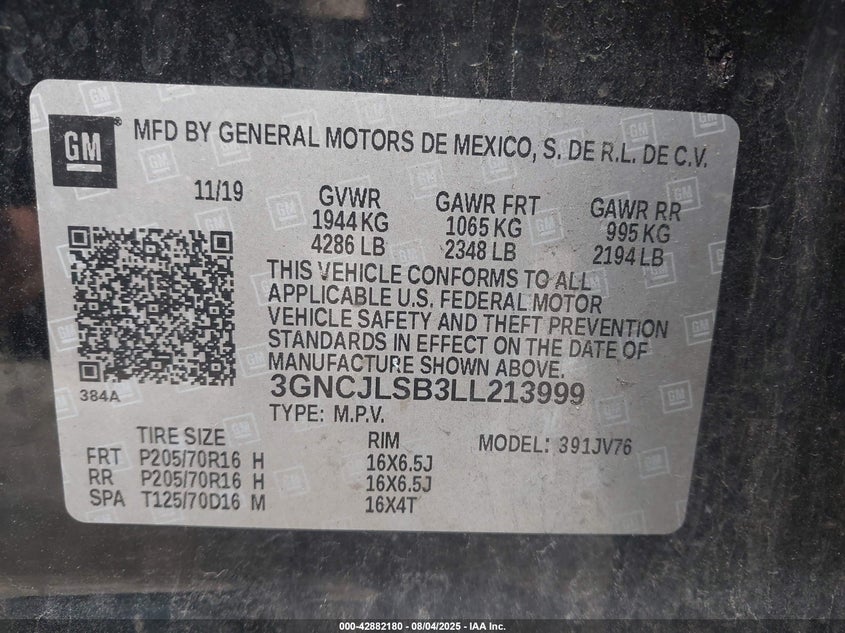 GM
MFD BY GENERAL MOTORS DE MEXICO, S. DE R.L. DE C.V.
11/19 GVWR GAWR FRT GAWR RR
1944 KG 1065 KG 995 KG
4286 LB 2348 LB 2194 LB
THIS VEHICLE CONFORMS TO ALL
APPLICABLE U.S. FEDERAL MOTOR
VEHICLE SAFETY AND THEFT PREVENTION
STANDARDS IN EFFECT ON THE DATE OF
MANUFACTURE SHOWN ABOVE.
384A
3GNCJLSB3LL213999
TYPE: M.P.V.
TIRE SIZE RIM MODEL: 391JV76
FRT P205/70R16 H 16X6.5J
RR P205/70R16 H 16X6.5J
SPA T125/70D16 M 16X4T
000-42882180 - 08/04/2025 - IAA Inc.